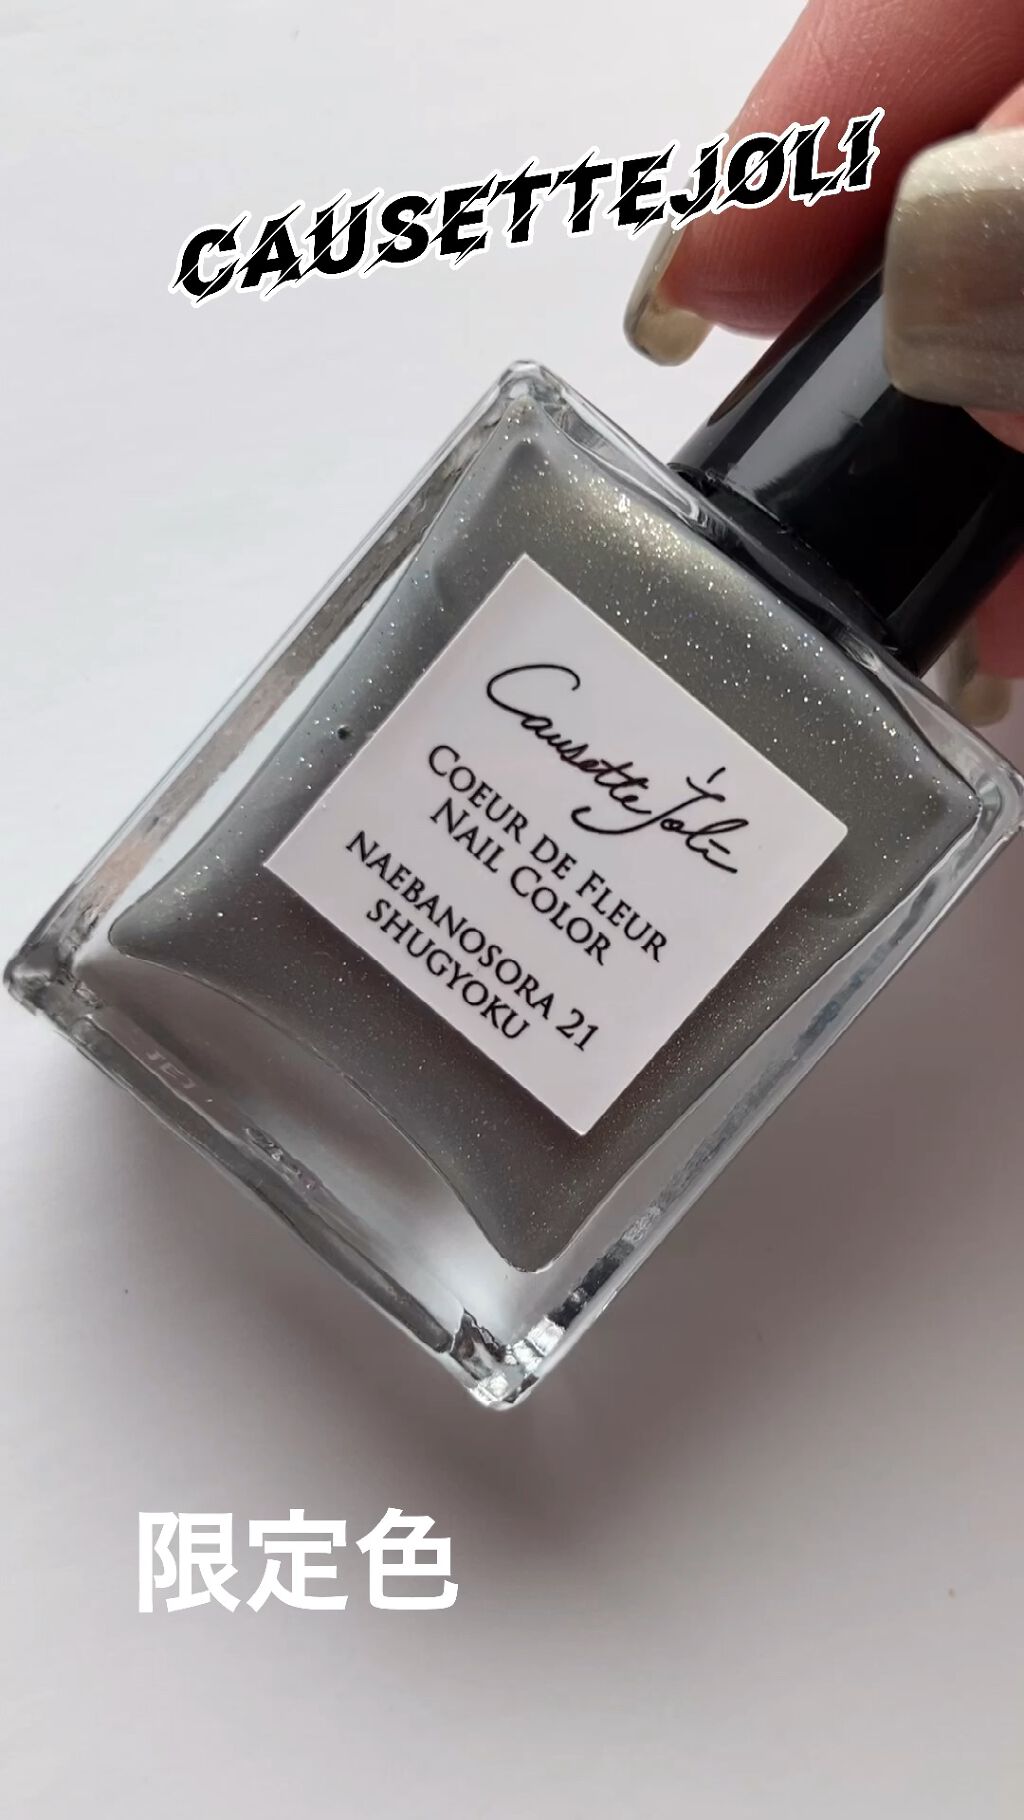 CAUSETTEJOLI
Causette Joli
COEUR DE FLEUR
NAIL COLOR
NAEBANOSORA 21
SHUGYOKU
限定色